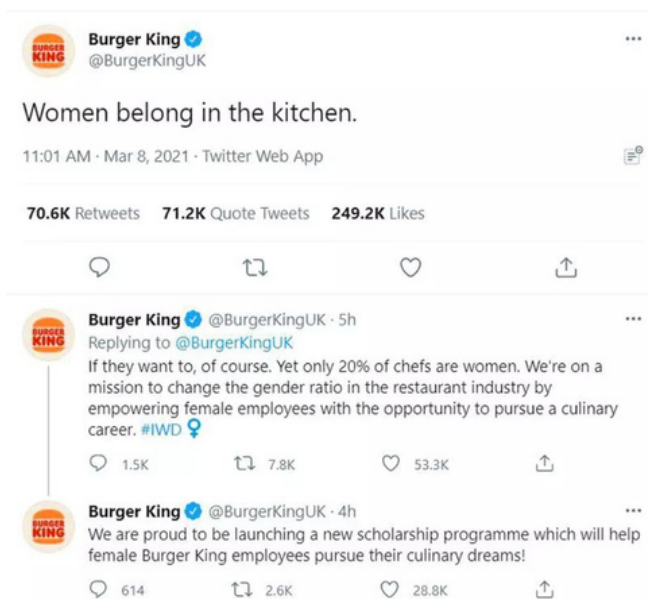 BURGER
KING
Burger King
@BurgerKingUK
Women belong in the kitchen.
11:01 AM · Mar 8, 2021 · Twitter Web App
70.6K Retweets 71.2K Quote Tweets 249.2K Likes
BURGER
KING
Burger King @BurgerKingUK · 5h
Replying to @BurgerKingUK
If they want to, of course. Yet only 20% of chefs are women. We're on a
mission to change the gender ratio in the restaurant industry by
empowering female employees with the opportunity to pursue a culinary
career. #IWD
1.5K 7.8K 53.3K
BURGER
KING
Burger King @BurgerKingUK · 4h
We are proud to be launching a new scholarship programme which will help
female Burger King employees pursue their culinary dreams!
614 2.6K 28.8K